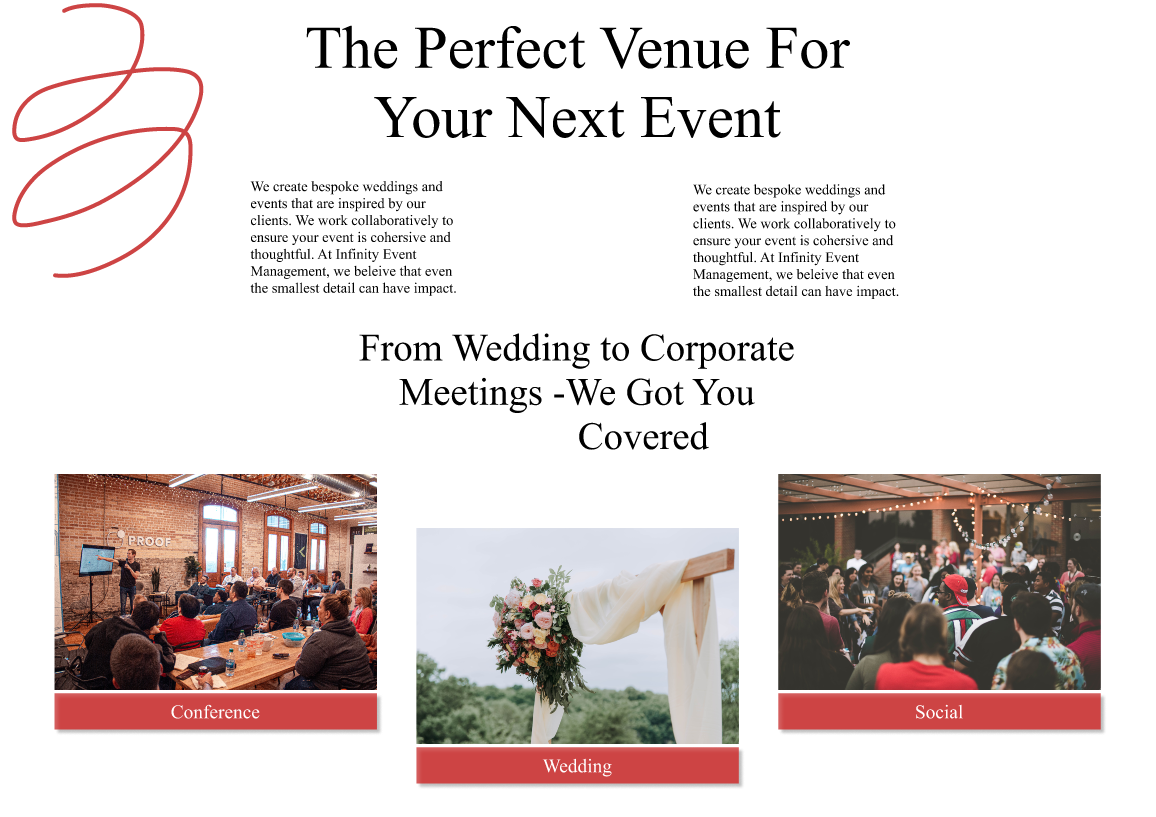 The Perfect Venue For
Your Next Event
We create bespoke weddings and
events that are inspired by our
clients. We work collaboratively to
ensure your event is cohersive and
thoughtful. At Infinity Event
Management, we beleive that even
the smallest detail can have impact.
We create bespoke weddings and
events that are inspired by our
clients. We work collaboratively to
ensure your event is cohersive and
thoughtful. At Infinity Event
Management, we beleive that even
the smallest detail can have impact.
From Wedding to Corporate
Meetings -We Got You
Covered
PROOF
Conference
Wedding
Social